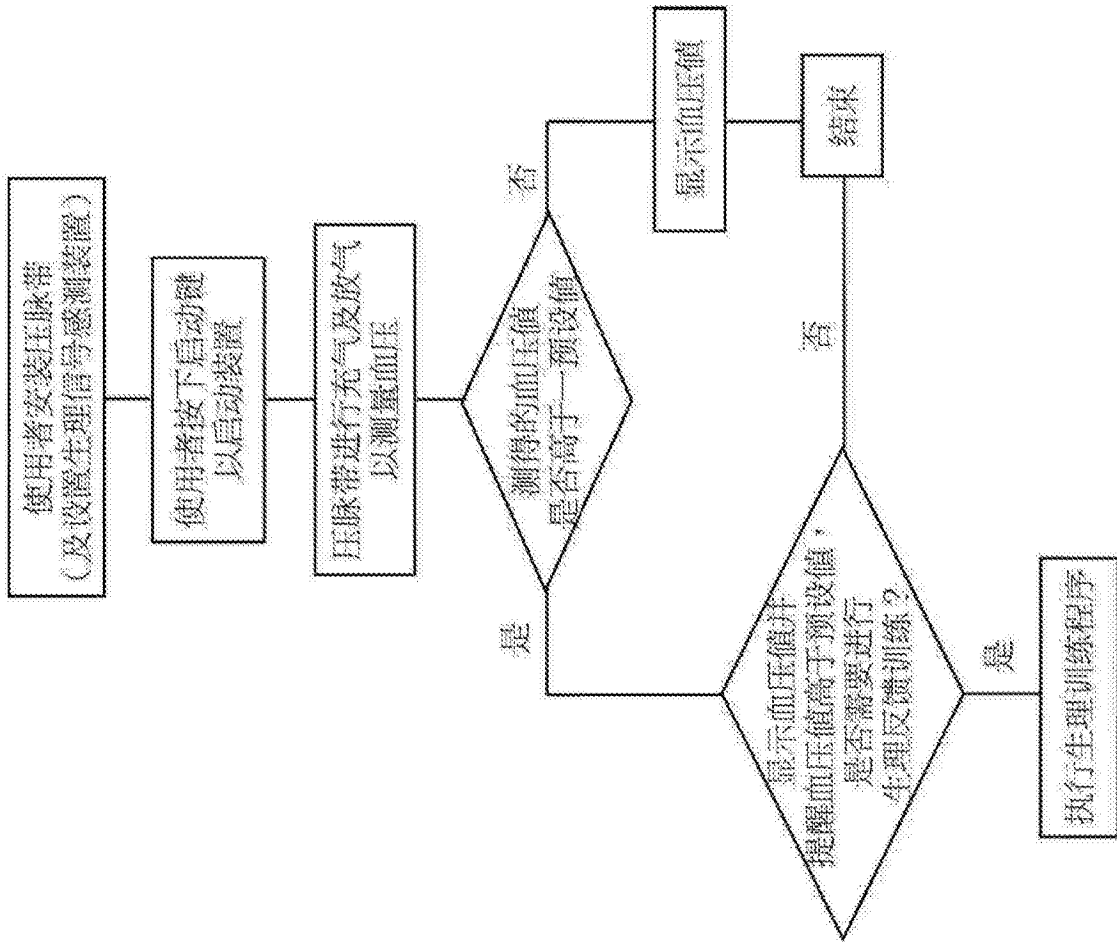 使用者安装压脉带
(及设置生理信号感测装置)
使用者按下启动键
以启动装置
压脉带进行充气及放气
以测量血压
测得的血压值
是否高于一预设值
否
显示血压值
结束
是
显示血压值并
提醒血压值高于预设值，
是否需要进行
生理反馈训练？
否
是
执行生理训练程序